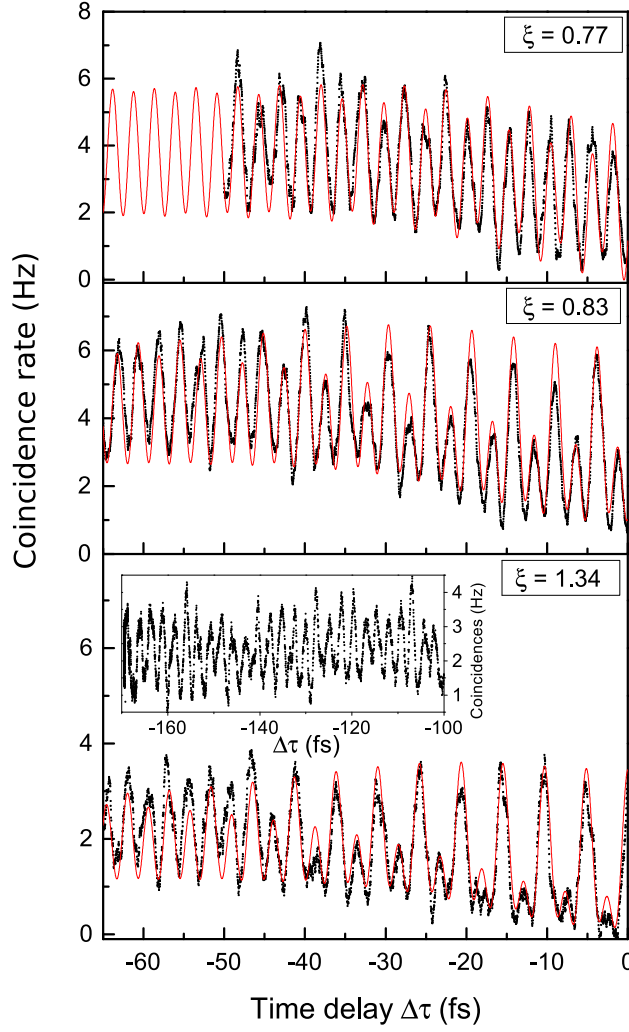 8
6
4
2
0
ξ = 0.77
6
4
2
0
ξ = 0.83
6
4
2
0
ξ = 1.34
4
3
2
1
Coincidences (Hz)
-160 -140 -120 -100
Δτ (fs)
-60 -50 -40 -30 -20 -10 0
Coincidence rate (Hz)
Time delay Δτ (fs)